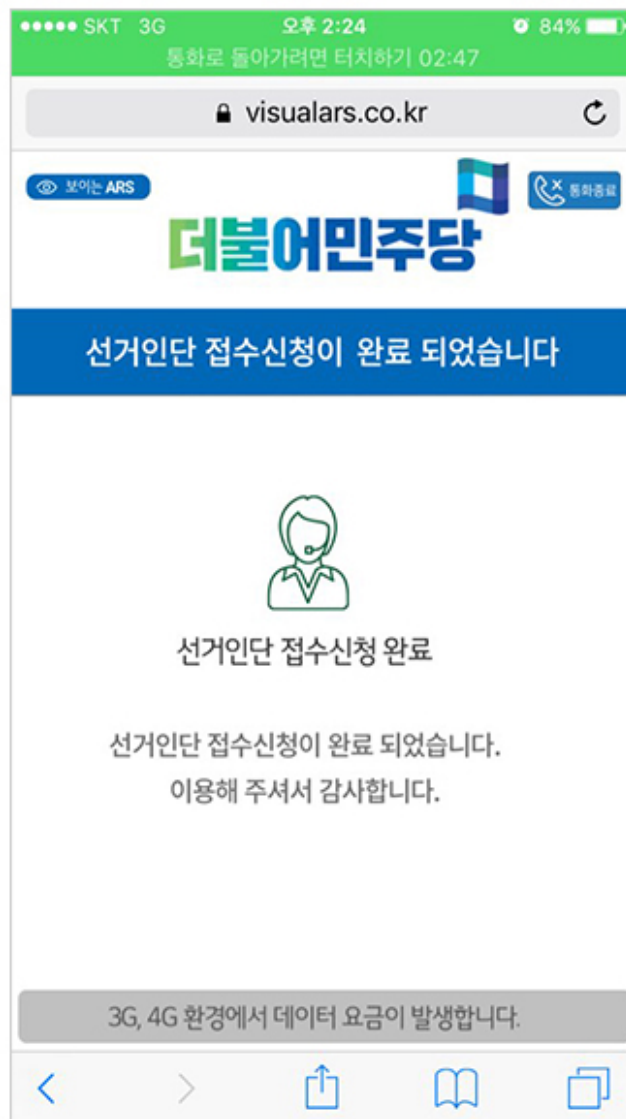 SKT 3G 오후 2:24 84%
통화로 돌아가려면 터치하기 02:47
visualars.co.kr
보이는 ARS
통화종료
더불어민주당
선거인단 접수신청이 완료 되었습니다
선거인단 접수신청 완료
선거인단 접수신청이 완료 되었습니다.
이용해 주셔서 감사합니다.
3G, 4G 환경에서 데이터 요금이 발생합니다.